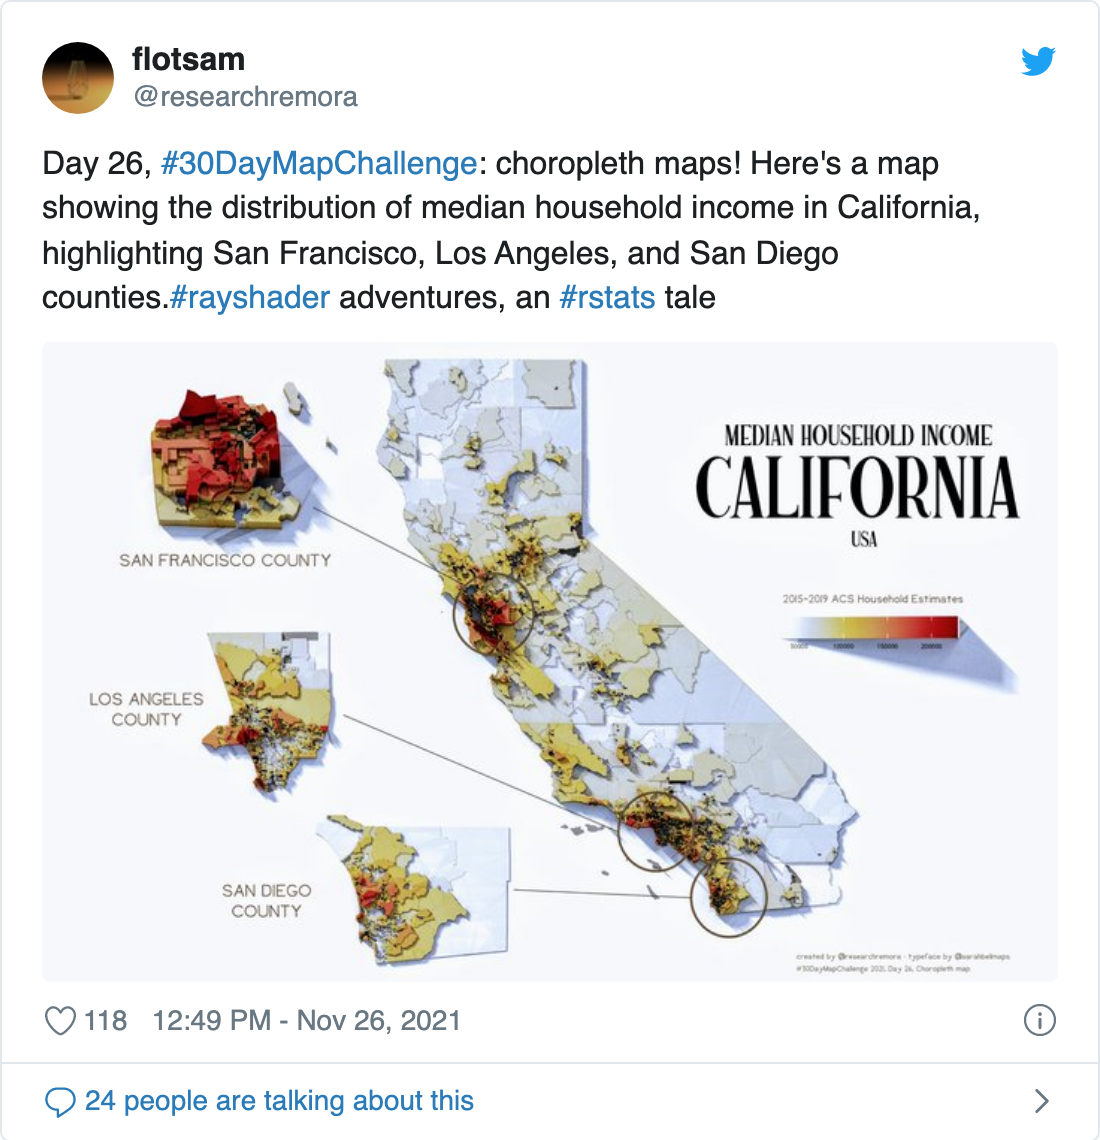 flotsam
@researchremora
Day 26, #30DayMapChallenge: choropleth maps! Here's a map
showing the distribution of median household income in California,
highlighting San Francisco, Los Angeles, and San Diego
counties.#rayshader adventures, an #rstats tale
MEDIAN HOUSEHOLD INCOME
CALIFORNIA
USA
SAN FRANCISCO COUNTY
2015-2019 ACS Household Estimates
50000 100000 150000 200000
LOS ANGELES
COUNTY
SAN DIEGO
COUNTY
created by @researchremora - typeface by @sarahbellmaps
#30DayMapChallenge 2021, Day 26, Choropleth map
118 12:49 PM - Nov 26, 2021
24 people are talking about this